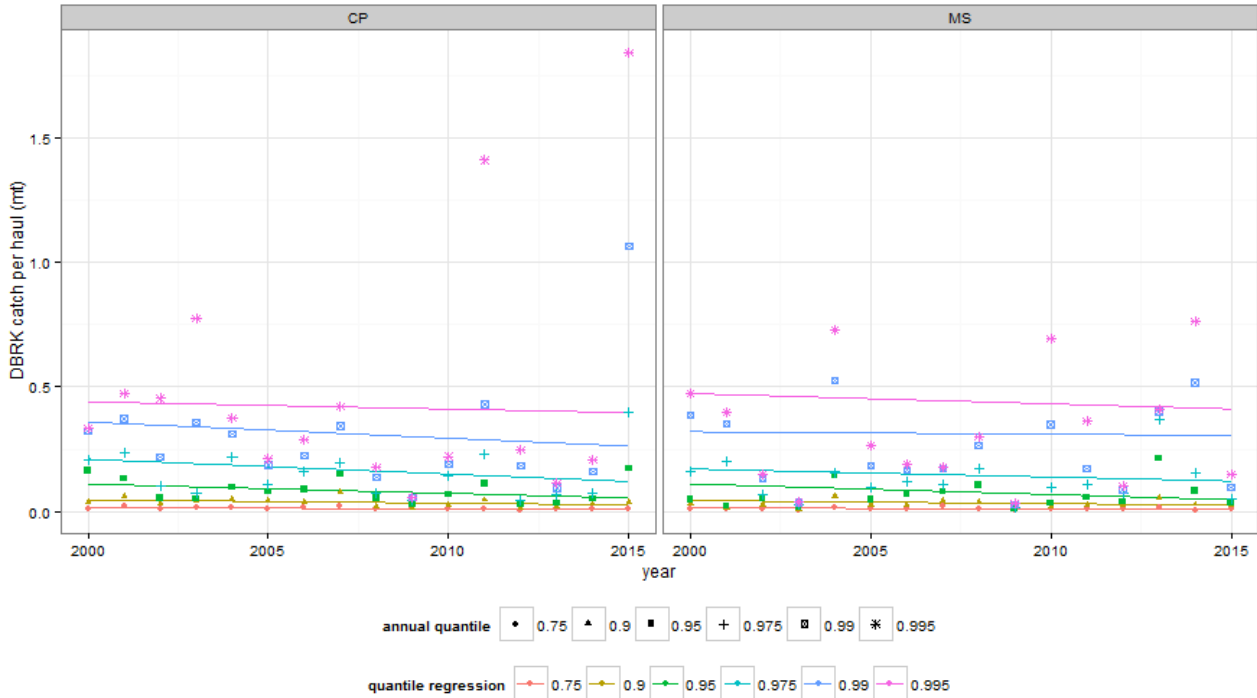 CP MS
DBRK catch per haul (mt)
1.5
1.0
0.5
0.0
2000 2005 2010 2015 2000 2005 2010 2015
year
annual quantile 0.75 0.9 0.95 0.975 0.99 0.995
quantile regression 0.75 0.9 0.95 0.975 0.99 0.995